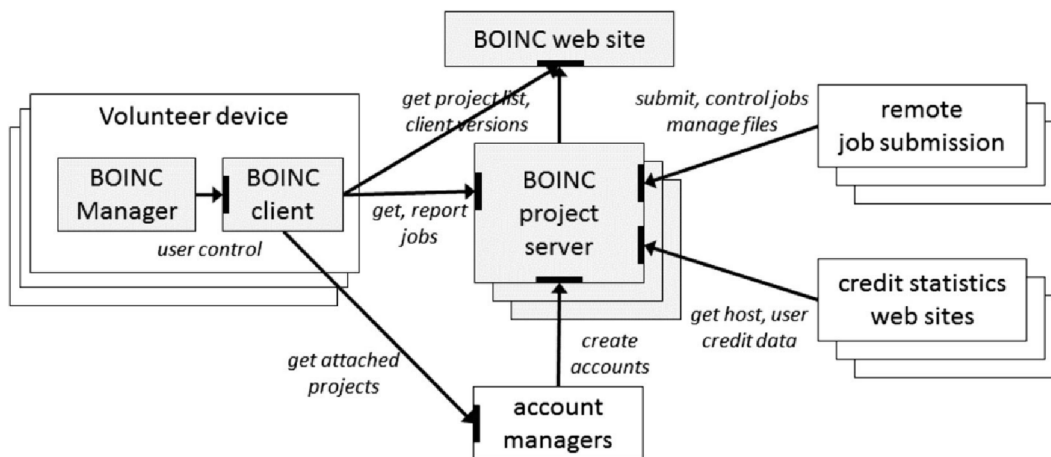 BOINC web site
get project list,
client versions
submit, control jobs
manage files
remote
job submission
Volunteer device
BOINC
Manager
BOINC
client
user control
get, report
jobs
BOINC
project
server
credit statistics
web sites
get host, user
credit data
get attached
projects
create
accounts
account
managers